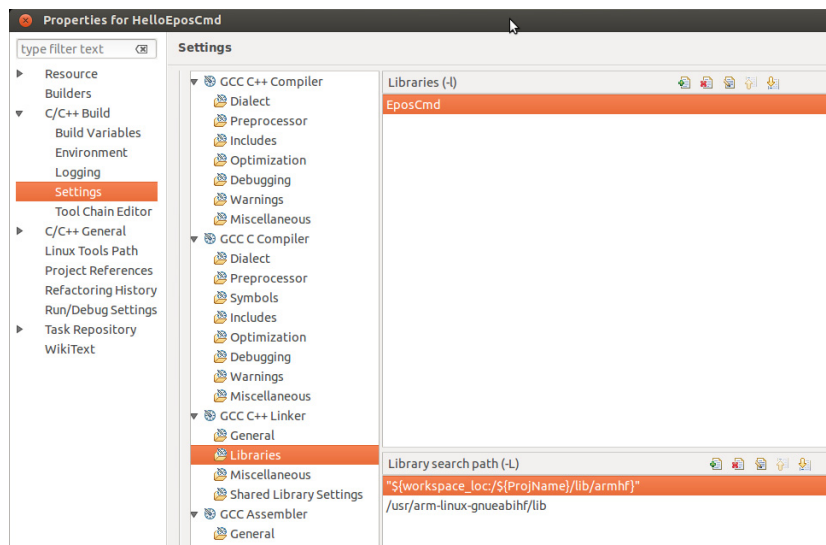 Properties for HelloEposCmd
type filter text
Resource
Builders
C/C++ Build
Build Variables
Environment
Logging
Settings
Tool Chain Editor
C/C++ General
Linux Tools Path
Project References
Refactoring History
Run/Debug Settings
Task Repository
WikiText
Settings
GCC C++ Compiler
Dialect
Preprocessor
Includes
Optimization
Debugging
Warnings
Miscellaneous
GCC C Compiler
Dialect
Preprocessor
Symbols
Includes
Optimization
Debugging
Warnings
Miscellaneous
GCC C++ Linker
General
Libraries
Miscellaneous
Shared Library Settings
GCC Assembler
General
Libraries (-l)
EposCmd
Library search path (-L)
"${workspace_loc:/${ProjName}/lib/armhf}"
/usr/arm-linux-gnueabihf/lib